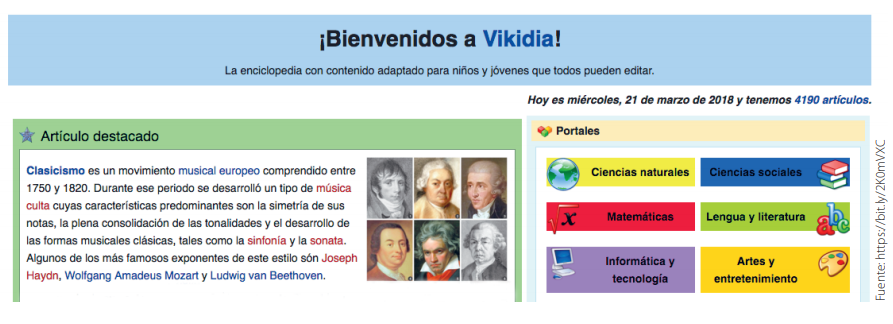 ¡Bienvenidos a Vikidia!
La enciclopedia con contenido adaptado para niños y jóvenes que todos pueden editar.
Hoy es miércoles, 21 de marzo de 2018 y tenemos 4190 artículos.
Artículo destacado
Clasicismo es un movimiento musical europeo comprendido entre
1750 y 1820. Durante ese periodo se desarrolló un tipo de música
culta cuyas características predominantes son la simetría de sus
notas, la plena consolidación de las tonalidades y el desarrollo de
las formas musicales clásicas, tales como la sinfonía y la sonata.
Algunos de los más famosos exponentes de este estilo són Joseph
Haydn, Wolfgang Amadeus Mozart y Ludwig van Beethoven.
Portales
Ciencias naturales
Ciencias sociales
Matemáticas
Lengua y literatura
Informática y
tecnología
Artes y
entretenimiento
Fuente: https://bit.ly/2K0mVXC